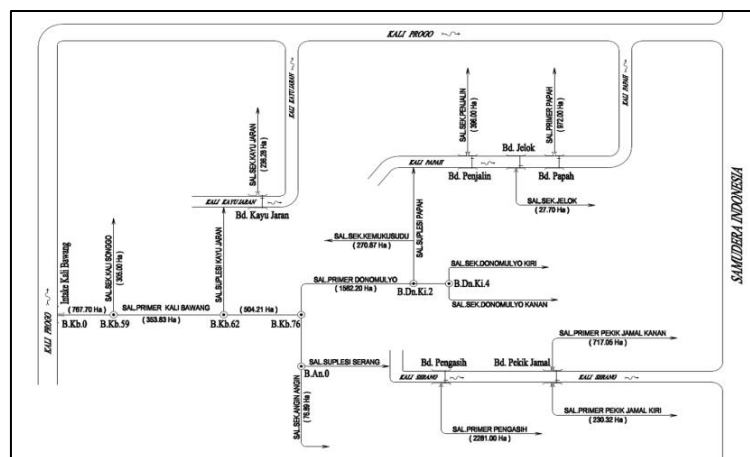 KALI PROGO
KALI KAYUJARAN
KALI PAPAH
SAL.SEK.PENJALIN
( 396.00 Ha )
SAL.PRIMER PAPAH
( 972.00 Ha )
SAL.SEK.KAYU JARAN
( 236.28 Ha )
Bd. Jelok
KALI PAPAH
Bd. Penjalin
Bd. Papah
SAL.SEK.JELOK
( 27.70 Ha )
SAMUDERA INDONESIA
KALI KAYUJARAN
Bd. Kayu Jaran
SAL.SEK.KALI SONGGO
( 305.00 Ha )
SAL.SUPLESI KAYU JARAN
SAL.SUPLESI PAPAH
SAL.SEK.KEMUKUSUDU
( 270.87 Ha )
SAL.SEK.DONOMULYO KIRI
SAL.PRIMER DONOMULYO
( 1562.20 Ha )
B.Dn.Ki.2
B.Dn.Ki.4
SAL.SEK.DONOMULYO KANAN
Intake Kali Bawang
KALI PROGO
( 767.70 Ha )
SAL.PRIMER KALI BAWANG
( 353.63 Ha )
( 504.21 Ha )
B.Kb.0
B.Kb.59
B.Kb.62
B.Kb.76
SAL.SUPLESI SERANG
B.An.0
SAL.SEK.ANGIN ANGIN
( 76.89 Ha )
SAL.PRIMER PEKIK JAMAL KANAN
( 717.05 Ha )
Bd. Pengasih
Bd. Pekik Jamal
KALI SERANG
KALI SERANG
SAL.PRIMER PEKIK JAMAL KIRI
( 230.32 Ha )
SAL.PRIMER PENGASIH
( 2281.00 Ha )